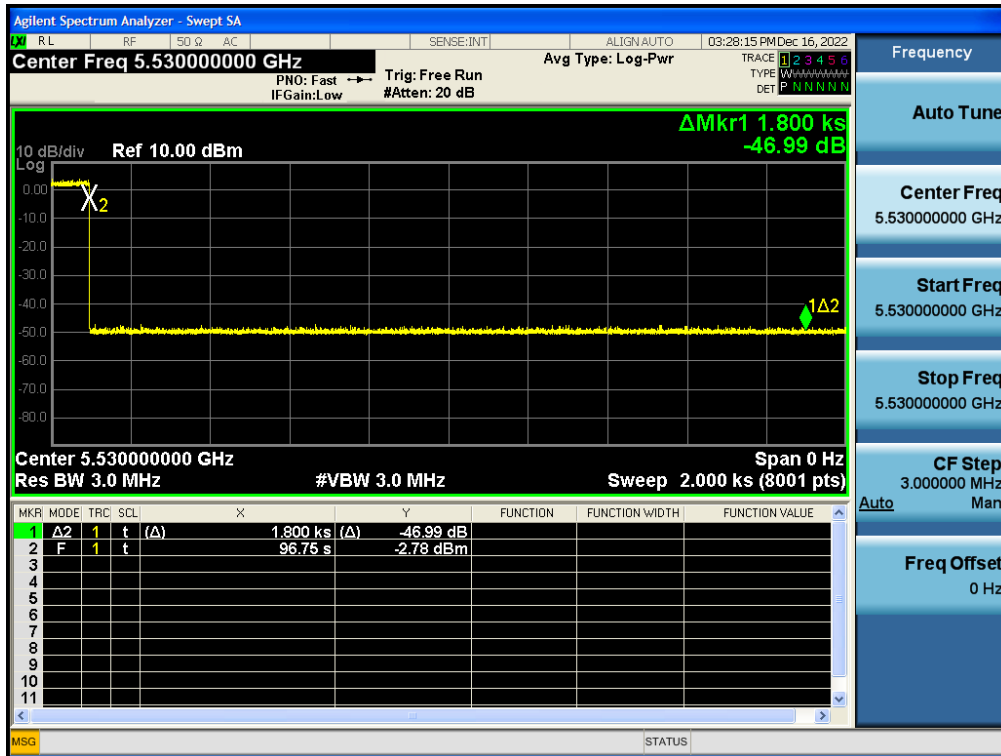 Agilent Spectrum Analyzer - Swept SA
LXI RL RF 50 Ω AC SENSE:INT ALIGN AUTO 03:28:15 PM Dec 16, 2022
Center Freq 5.530000000 GHz
PNO: Fast
IFGain:Low
Trig: Free Run
#Atten: 20 dB
Avg Type: Log-Pwr
TRACE 1 2 3 4 5 6
TYPE W
DET P N N N N N
ΔMkr1 1.800 ks
-46.99 dB
10 dB/div Ref 10.00 dBm
Log
0.00
-10.0
-20.0
-30.0
-40.0
-50.0
-60.0
-70.0
-80.0
2
1Δ2
Center 5.530000000 GHz Span 0 Hz
Res BW 3.0 MHz #VBW 3.0 MHz Sweep 2.000 ks (8001 pts)
MKR MODE TRC SCL X Y FUNCTION FUNCTION WIDTH FUNCTION VALUE
1 Δ2 1 t (Δ) 1.800 ks (Δ) -46.99 dB
2 F 1 t 96.75 s -2.78 dBm
3
4
5
6
7
8
9
10
11
MSG STATUS
Frequency
Auto Tune
Center Freq
5.530000000 GHz
Start Freq
5.530000000 GHz
Stop Freq
5.530000000 GHz
CF Step
3.000000 MHz
Auto Man
Freq Offset
0 Hz